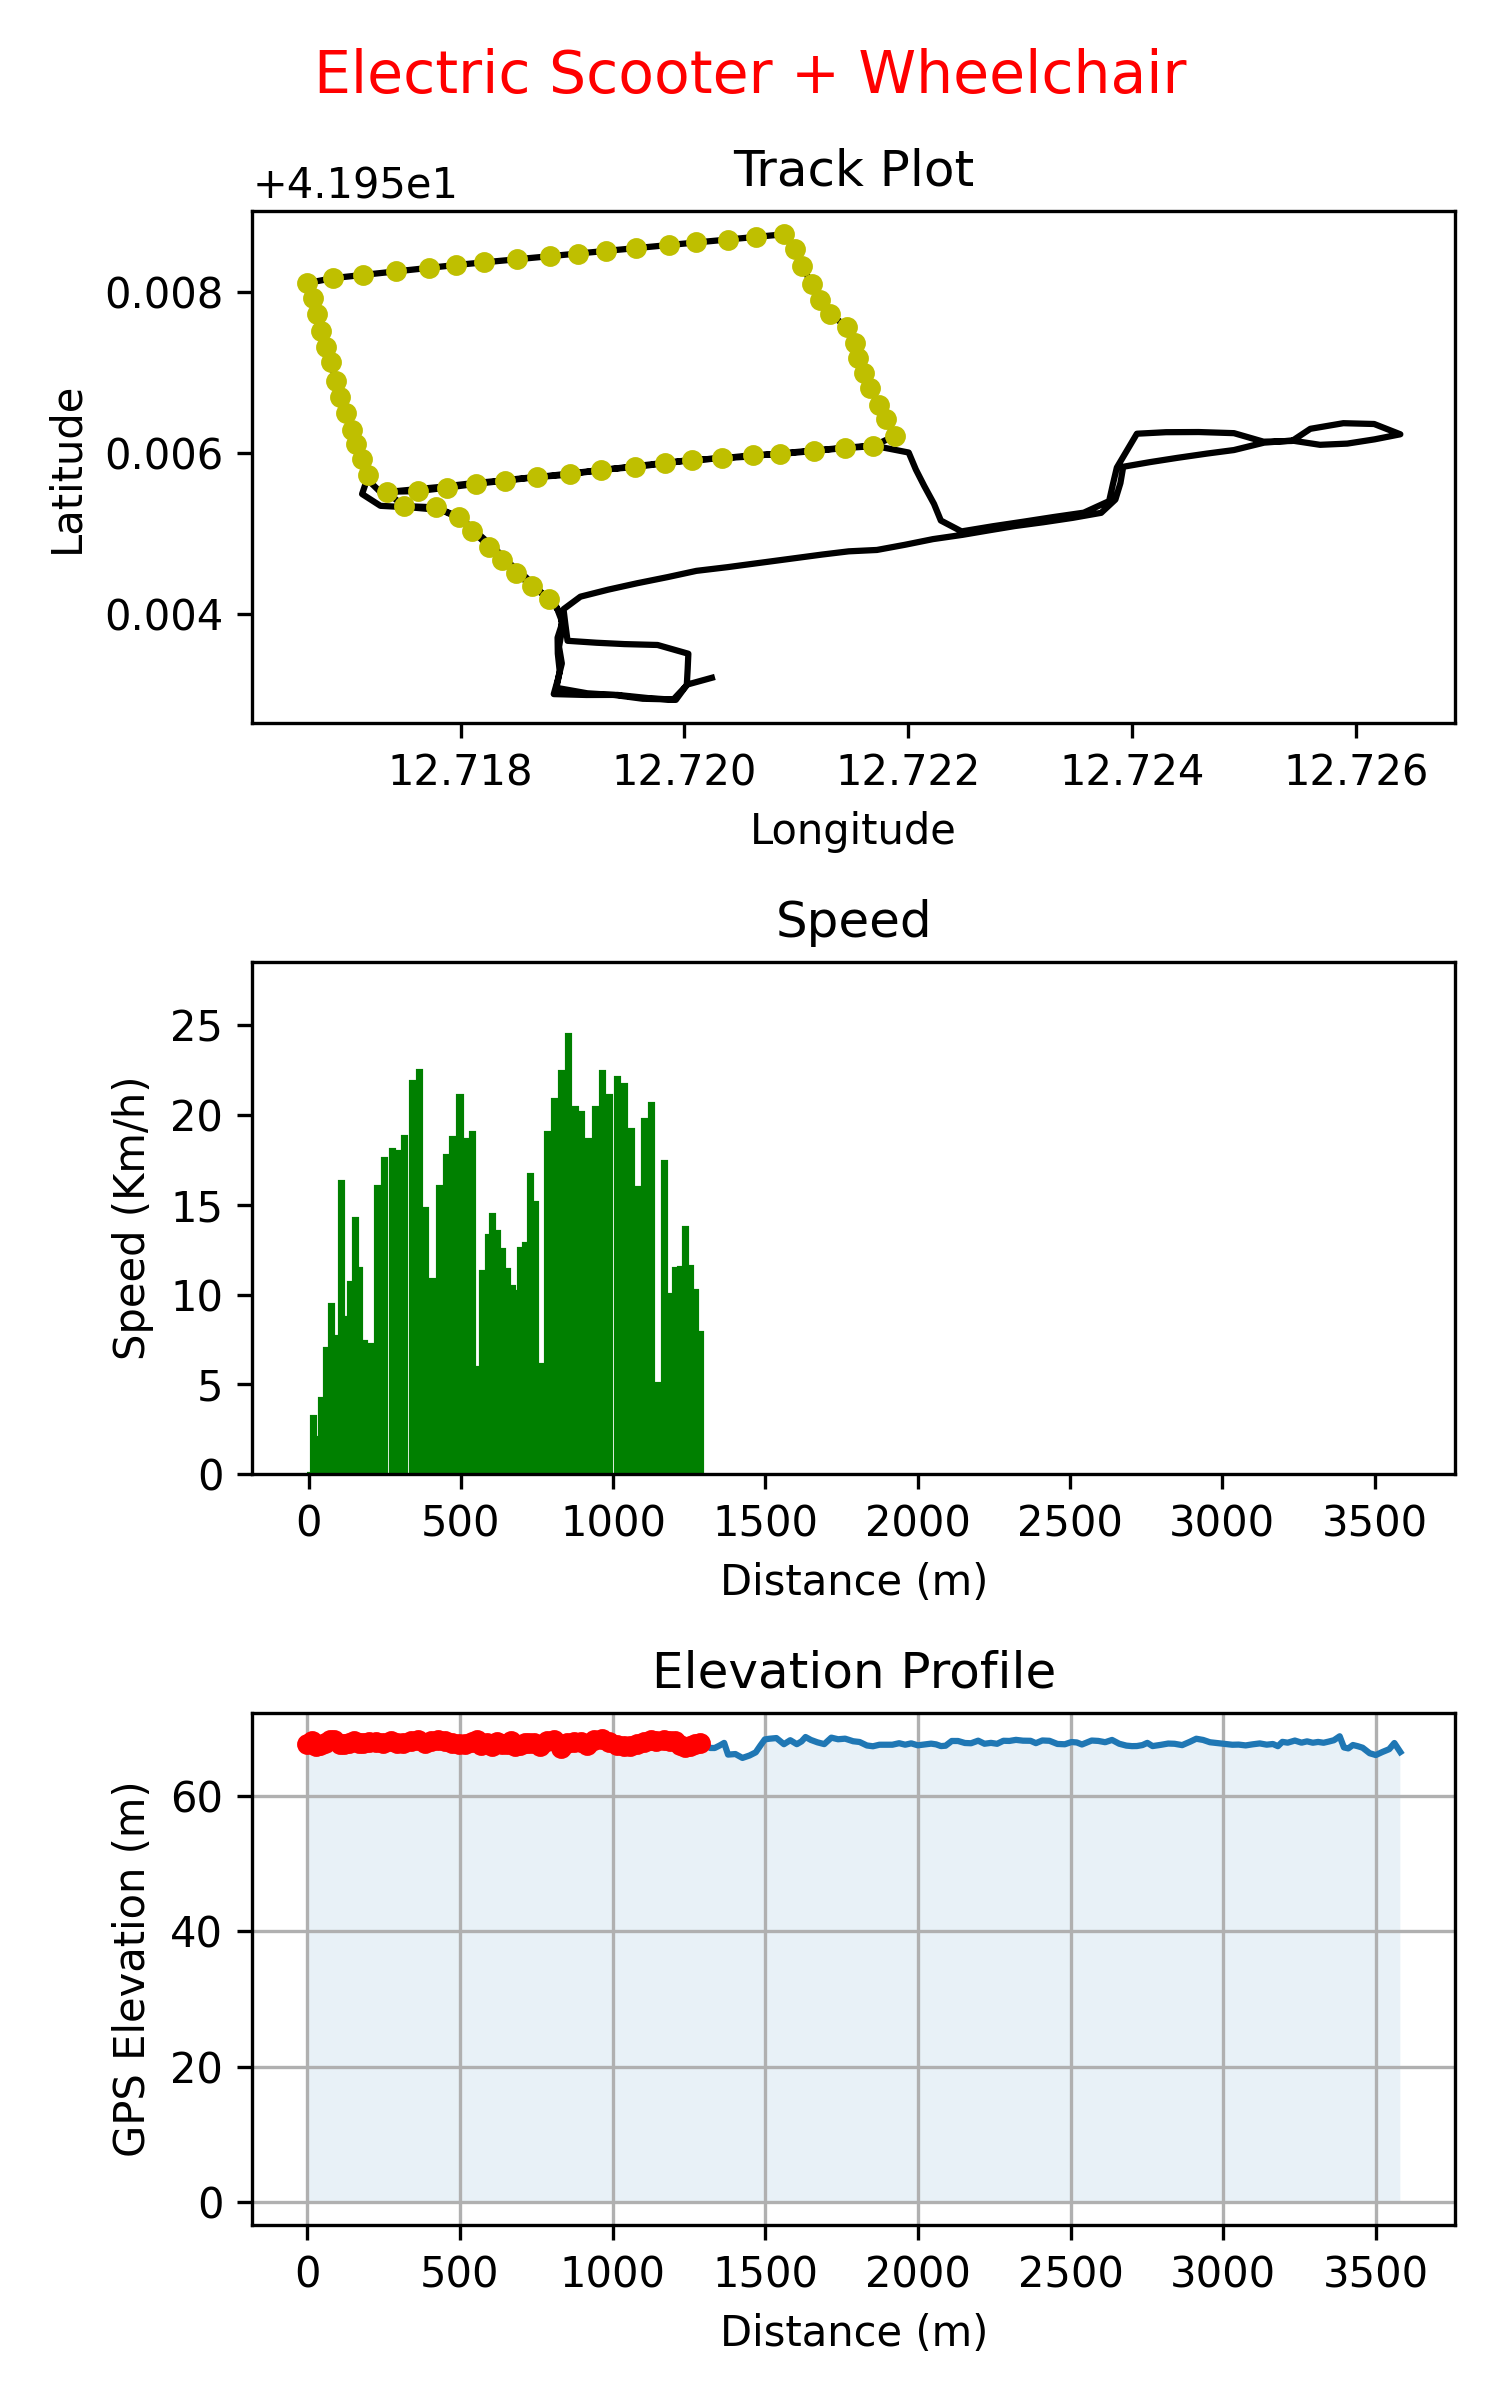 Electric Scooter + Wheelchair
Track Plot
+4.195e1
0.008
0.006
0.004
Latitude
12.718 12.720 12.722 12.724 12.726
Longitude
Speed
25
20
15
10
5
0
Speed (Km/h)
0 500 1000 1500 2000 2500 3000 3500
Distance (m)
Elevation Profile
60
40
20
0
GPS Elevation (m)
0 500 1000 1500 2000 2500 3000 3500
Distance (m)